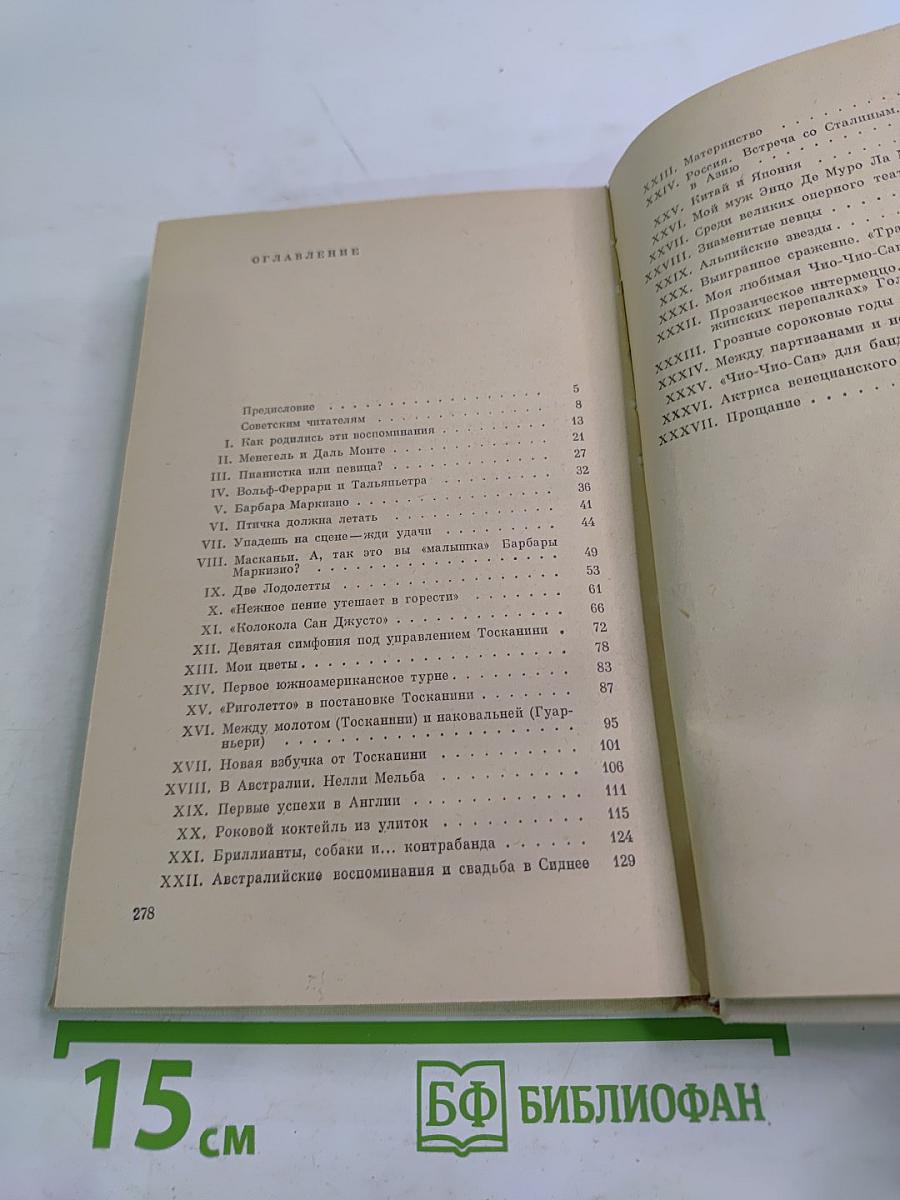 ОГЛАВЛЕНИЕ
Предисловие . . . . . . . . . . . . . . . . . 5
Советским читателям . . . . . . . . . . . . . 8
I. Как родились эти воспоминания . . . . . . . . 13
II. Менегель и Даль Монте . . . . . . . . . . . . 21
III. Пианистка или певица? . . . . . . . . . . . . 27
IV. Вольф-Феррари и Тальяпьетра . . . . . . . . 32
V. Барбара Маркизио . . . . . . . . . . . . . . 36
VI. Птичка должна летать . . . . . . . . . . . . 41
VII. Упадешь на сцене — жди удачи . . . . . . . . 44
VIII. Масканьи. А, так это вы «малышка» Барбары
Маркизио? . . . . . . . . . . . . . . . . . 49
IX. Две Лодолетты . . . . . . . . . . . . . . . 53
X. «Нежное пение утешает в горести» . . . . . . 61
XI. «Колокола Сан Джусто» . . . . . . . . . . . 66
XII. Девятая симфония под управлением Тосканини . 72
XIII. Мои цветы . . . . . . . . . . . . . . . . . 78
XIV. Первое южноамериканское турне . . . . . . . . 83
XV. «Риголетто» в постановке Тосканини . . . . . . 87
XVI. Между молотом (Тосканини) и наковальней (Гуар-
ньери) . . . . . . . . . . . . . . . . . . 95
XVII. Новая взбучка от Тосканини . . . . . . . . . . 101
XVIII. В Австралии. Нелли Мельба . . . . . . . . . . 106
XIX. Первые успехи в Англии . . . . . . . . . . . 111
XX. Роковой коктейль из улиток . . . . . . . . . . 115
XXI. Бриллианты, собаки и... контрабанда . . . . . . 124
XXII. Австралийские воспоминания и свадьба в Сиднее 129
278
XXIII. Материнство . . . . . . . .
XXIV. Россия. Встреча со Сталиным.
в Азию . . . . . . . .
XXV. Китай и Япония . . . . . .
XXVI. Мой муж Энцо Де Муро Ла
XXVII. Среди великих оперного
XXVIII. Знаменитые певцы . . . . .
XXIX. Альпийские звезды . . . . .
XXX. Выигранное сражение.
XXXI. Моя любимая Чио-Чио-Сан
XXXII. Прозаическое интермеццо.
жинских перепалках»
XXXIII. Грозные сороковые годы
XXXIV. Между партизанами и
XXXV. «Чио-Чио-Сан» для
XXXVI. Актриса венецианского
XXXVII. Прощание . . . . . .
15 см
БФ БИБЛИОФАН